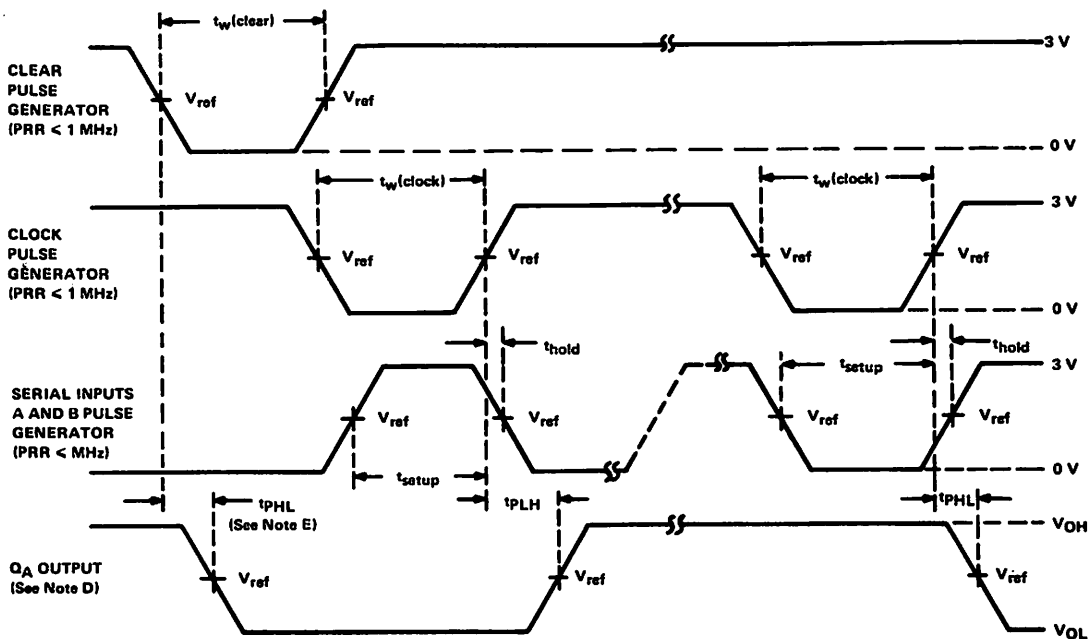 tw(clear)
3 V
CLEAR
PULSE
GENERATOR
(PRR < 1 MHz)
Vref
Vref
0 V
tw(clock)
tw(clock)
3 V
CLOCK
PULSE
GENERATOR
(PRR < 1 MHz)
Vref
Vref
Vref
Vref
0 V
thold
thold
tsetup
3 V
SERIAL INPUTS
A AND B PULSE
GENERATOR
(PRR < MHz)
Vref
Vref
Vref
Vref
tsetup
0 V
tPHL
(See Note E)
tPLH
tPHL
VOH
QA OUTPUT
(See Note D)
Vref
Vref
Vref
VOL